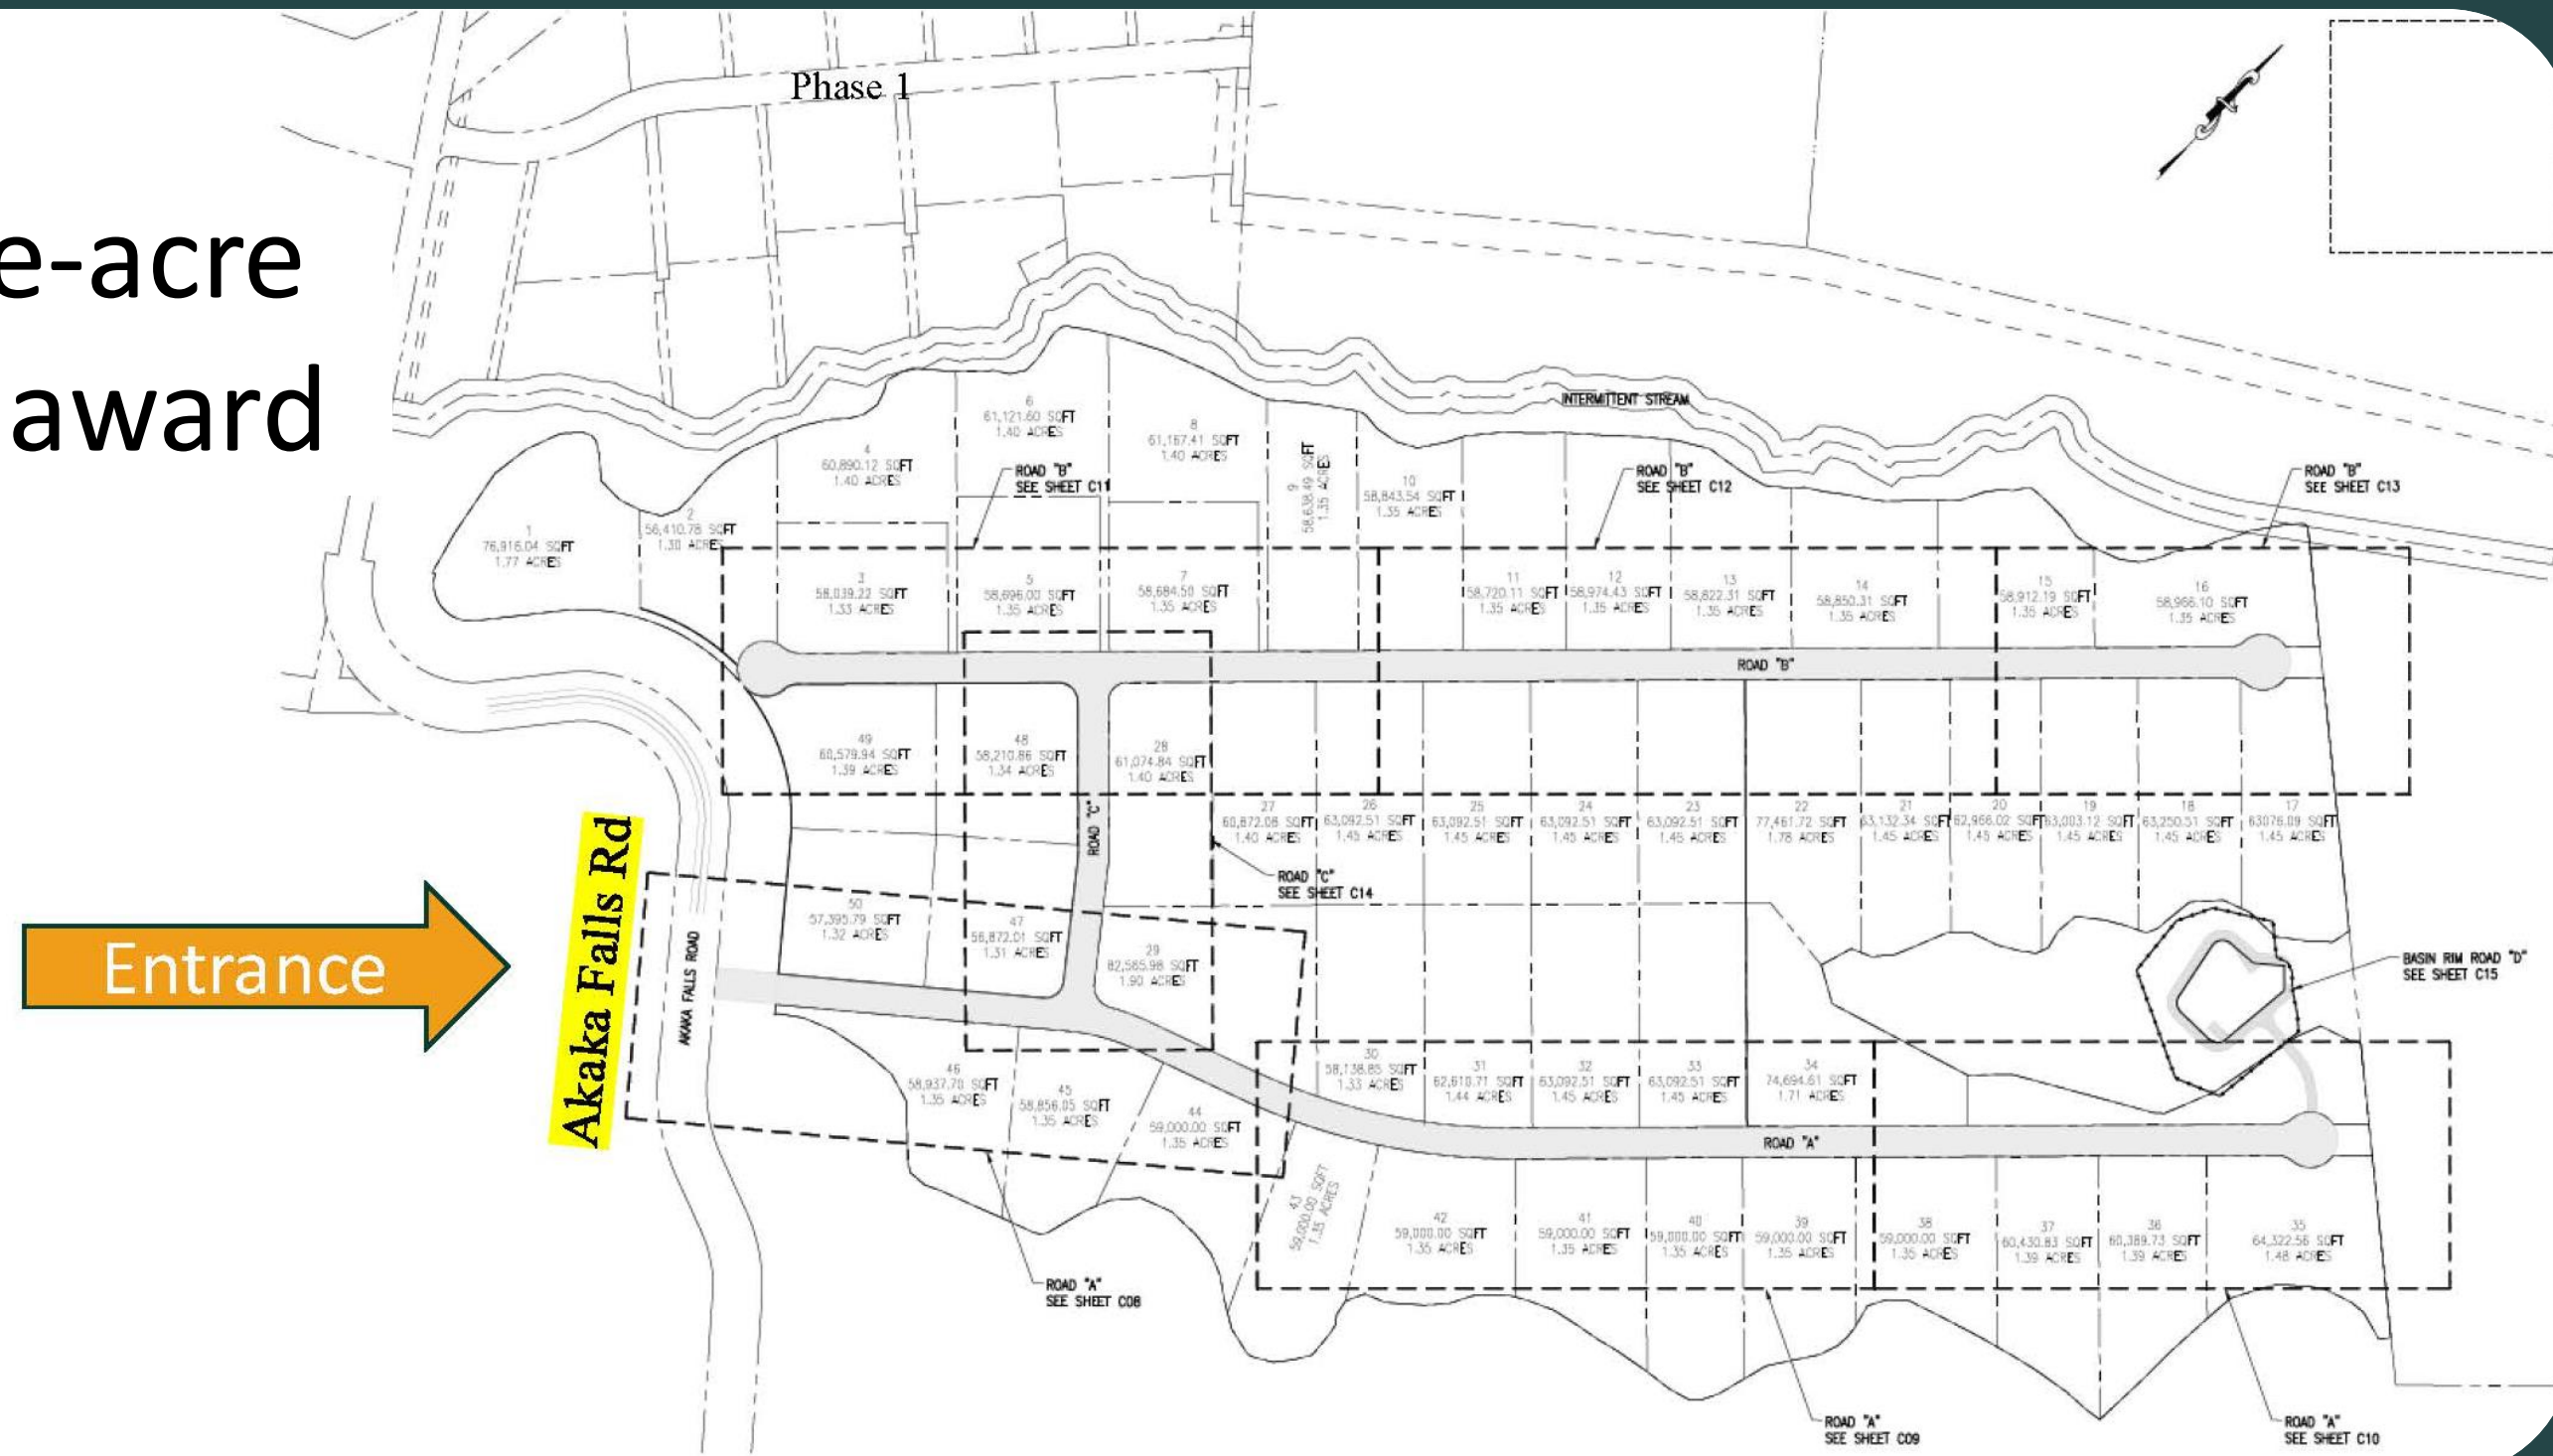 Phase 1
e-acre
award
INTERMITTENT STREAM
6
61,121.60 SQFT
1.40 ACRES
8
61,167.41 SQFT
1.40 ACRES
4
60,890.12 SQFT
1.40 ACRES
9
58,638.49 SQFT
1.35 ACRES
10
58,843.54 SQFT
1.35 ACRES
ROAD "B"
SEE SHEET C11
ROAD "B"
SEE SHEET C12
ROAD "B"
SEE SHEET C13
1
76,916.04 SQFT
1.77 ACRES
2
56,410.78 SQFT
1.30 ACRES
3
58,039.22 SQFT
1.33 ACRES
5
58,696.00 SQFT
1.35 ACRES
7
58,684.50 SQFT
1.35 ACRES
11
58,720.11 SQFT
1.35 ACRES
12
58,974.43 SQFT
1.35 ACRES
13
58,822.31 SQFT
1.35 ACRES
14
58,850.31 SQFT
1.35 ACRES
15
58,912.19 SQFT
1.35 ACRES
16
58,966.10 SQFT
1.35 ACRES
ROAD "B"
49
60,579.94 SQFT
1.39 ACRES
48
58,210.86 SQFT
1.34 ACRES
28
61,074.84 SQFT
1.40 ACRES
ROAD "C"
27
60,872.08 SQFT
1.40 ACRES
26
63,092.51 SQFT
1.45 ACRES
25
63,092.51 SQFT
1.45 ACRES
24
63,092.51 SQFT
1.45 ACRES
23
63,092.51 SQFT
1.45 ACRES
22
77,461.72 SQFT
1.78 ACRES
21
63,132.34 SQFT
1.45 ACRES
20
62,966.02 SQFT
1.45 ACRES
19
63,003.12 SQFT
1.45 ACRES
18
63,250.51 SQFT
1.45 ACRES
17
63076.09 SQFT
1.45 ACRES
ROAD "C"
SEE SHEET C14
Entrance
Akaka Falls Rd
AKAKA FALLS ROAD
50
57,395.79 SQFT
1.32 ACRES
47
56,872.01 SQFT
1.31 ACRES
29
82,565.98 SQFT
1.90 ACRES
BASIN RIM ROAD "D"
SEE SHEET C15
46
58,937.70 SQFT
1.35 ACRES
45
58,856.05 SQFT
1.35 ACRES
44
59,000.00 SQFT
1.35 ACRES
30
58,138.85 SQFT
1.33 ACRES
31
62,610.71 SQFT
1.44 ACRES
32
63,092.51 SQFT
1.45 ACRES
33
63,092.51 SQFT
1.45 ACRES
34
74,694.61 SQFT
1.71 ACRES
ROAD "A"
43
59,000.00 SQFT
1.35 ACRES
42
59,000.00 SQFT
1.35 ACRES
41
59,000.00 SQFT
1.35 ACRES
40
59,000.00 SQFT
1.35 ACRES
39
59,000.00 SQFT
1.35 ACRES
38
59,000.00 SQFT
1.35 ACRES
37
60,430.83 SQFT
1.39 ACRES
36
60,389.73 SQFT
1.39 ACRES
35
64,322.56 SQFT
1.48 ACRES
ROAD "A"
SEE SHEET C08
ROAD "A"
SEE SHEET C09
ROAD "A"
SEE SHEET C10